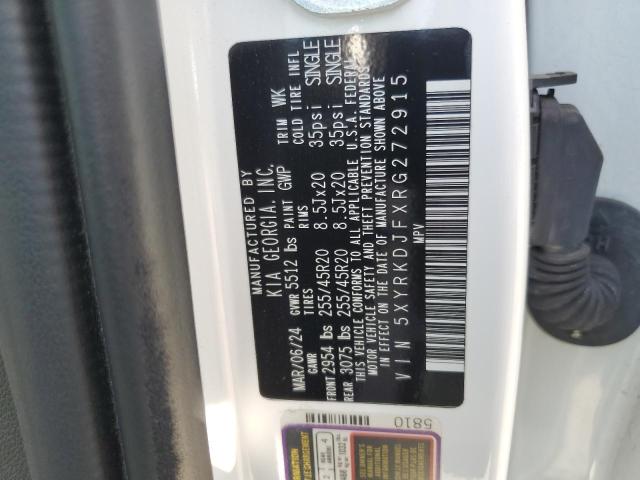 MANUFACTURED BY
KIA GEORGIA, INC.
MAR/06/24 GVWR 5512 lbs PAINT GWP TRIM WK
GAWR TIRES RIMS COLD TIRE INFL
FRONT 2954 lbs 255/45R20 8.5Jx20 35psi SINGLE
REAR 3075 lbs 255/45R20 8.5Jx20 35psi SINGLE
THIS VEHICLE CONFORMS TO ALL APPLICABLE U.S.A. FEDERAL
MOTOR VEHICLE SAFETY AND THEFT PREVENTION STANDARDS
IN EFFECT ON THE DATE OF MANUFACTURE SHOWN ABOVE
VIN 5XYRKDJFXRG272915
MPV
5810